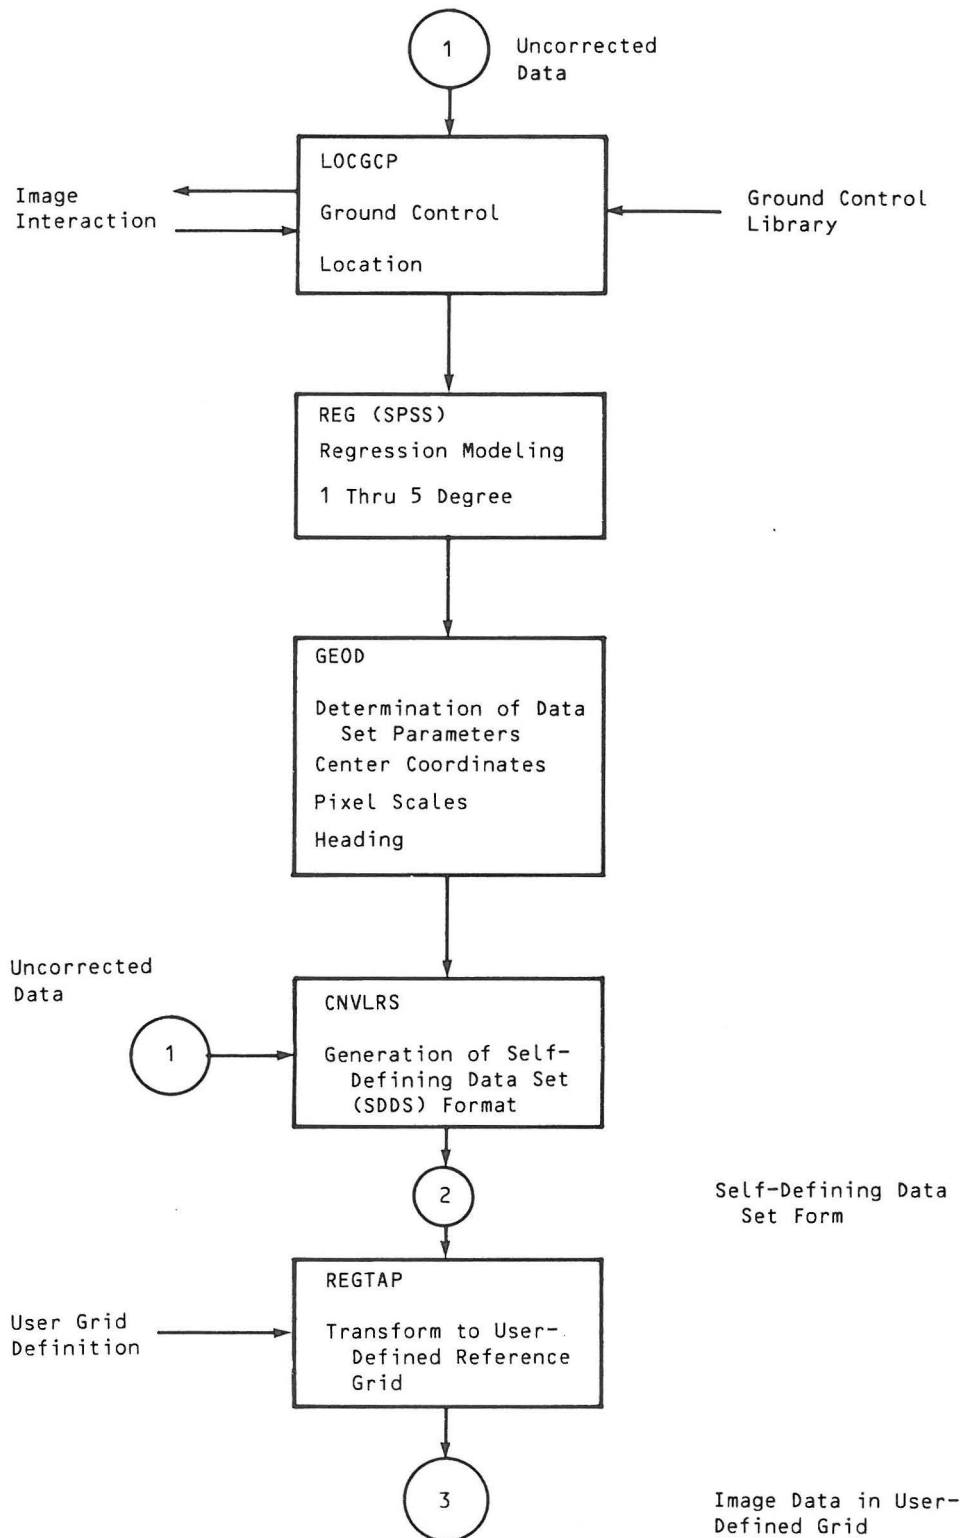 1
Uncorrected
Data
LOCGCP
Ground Control
Location
Image
Interaction
Ground Control
Library
REG (SPSS)
Regression Modeling
1 Thru 5 Degree
GEOD
Determination of Data
Set Parameters
Center Coordinates
Pixel Scales
Heading
Uncorrected
Data
1
CNVLRS
Generation of Self-
Defining Data Set
(SDDS) Format
2
Self-Defining Data
Set Form
User Grid
Definition
REGTAP
Transform to User-
Defined Reference
Grid
3
Image Data in User-
Defined Grid